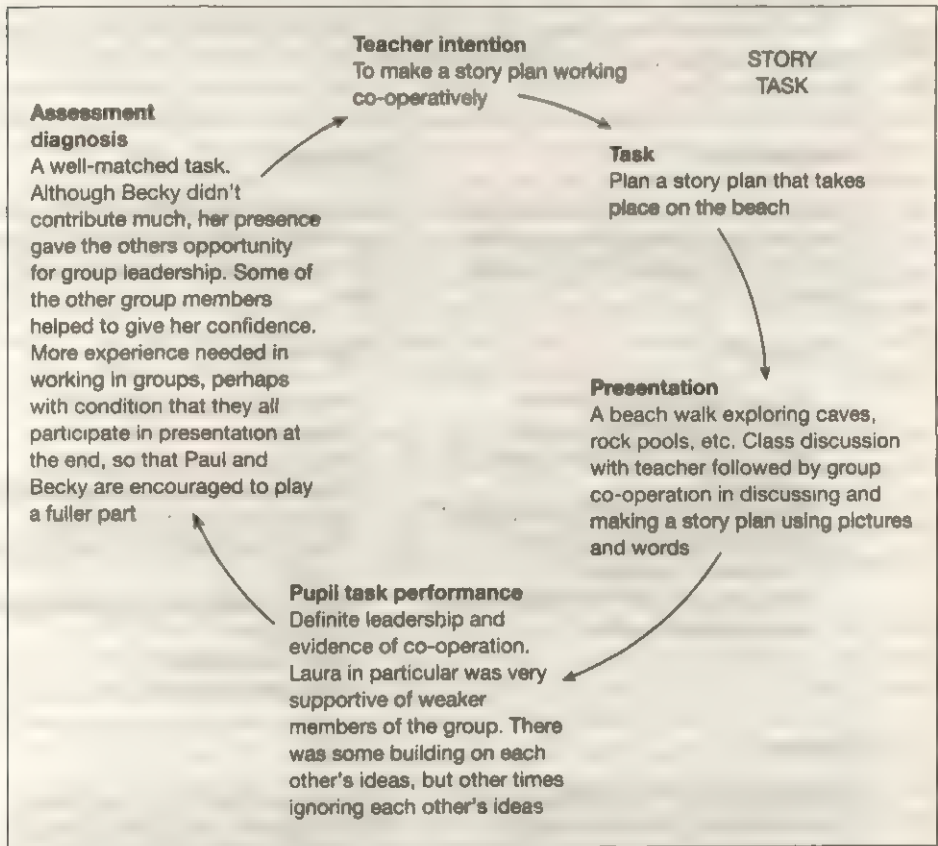 STORY
TASK
Teacher intention
To make a story plan working
co-operatively
Task
Plan a story plan that takes
place on the beach
Presentation
A beach walk exploring caves,
rock pools, etc. Class discussion
with teacher followed by group
co-operation in discussing and
making a story plan using pictures
and words
Pupil task performance
Definite leadership and
evidence of co-operation.
Laura in particular was very
supportive of weaker
members of the group. There
was some building on each
other's ideas, but other times
ignoring each other's ideas
Assessment
diagnosis
A well-matched task.
Although Becky didn't
contribute much, her presence
gave the others opportunity
for group leadership. Some of
the other group members
helped to give her confidence.
More experience needed in
working in groups, perhaps
with condition that they all
participate in presentation at
the end, so that Paul and
Becky are encouraged to play
a fuller part